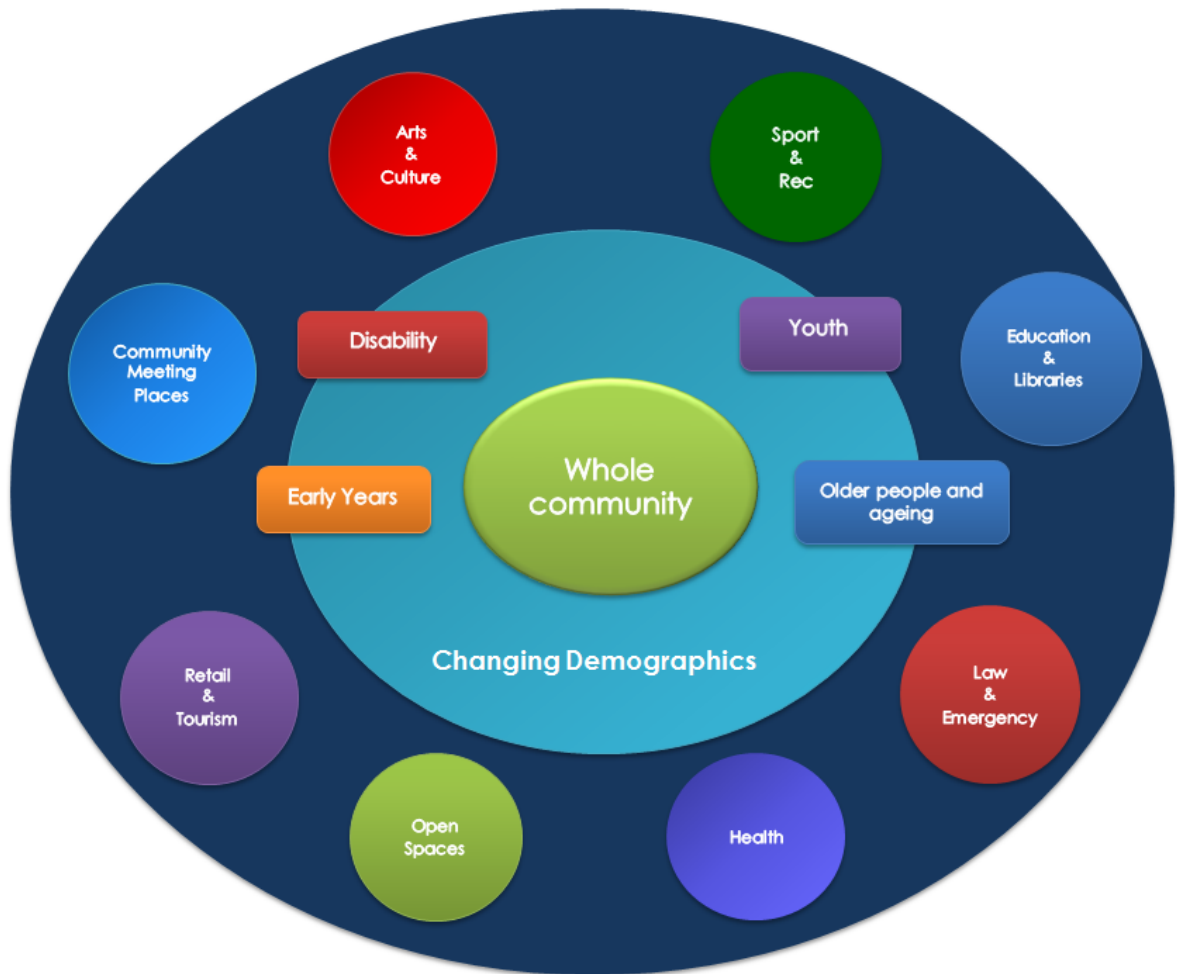 Arts
&
Culture
Sport
&
Rec
Community
Meeting
Places
Disability
Youth
Education
&
Libraries
Early Years
Whole
community
Older people and
ageing
Retail
&
Tourism
Changing Demographics
Law
&
Emergency
Open
Spaces
Health